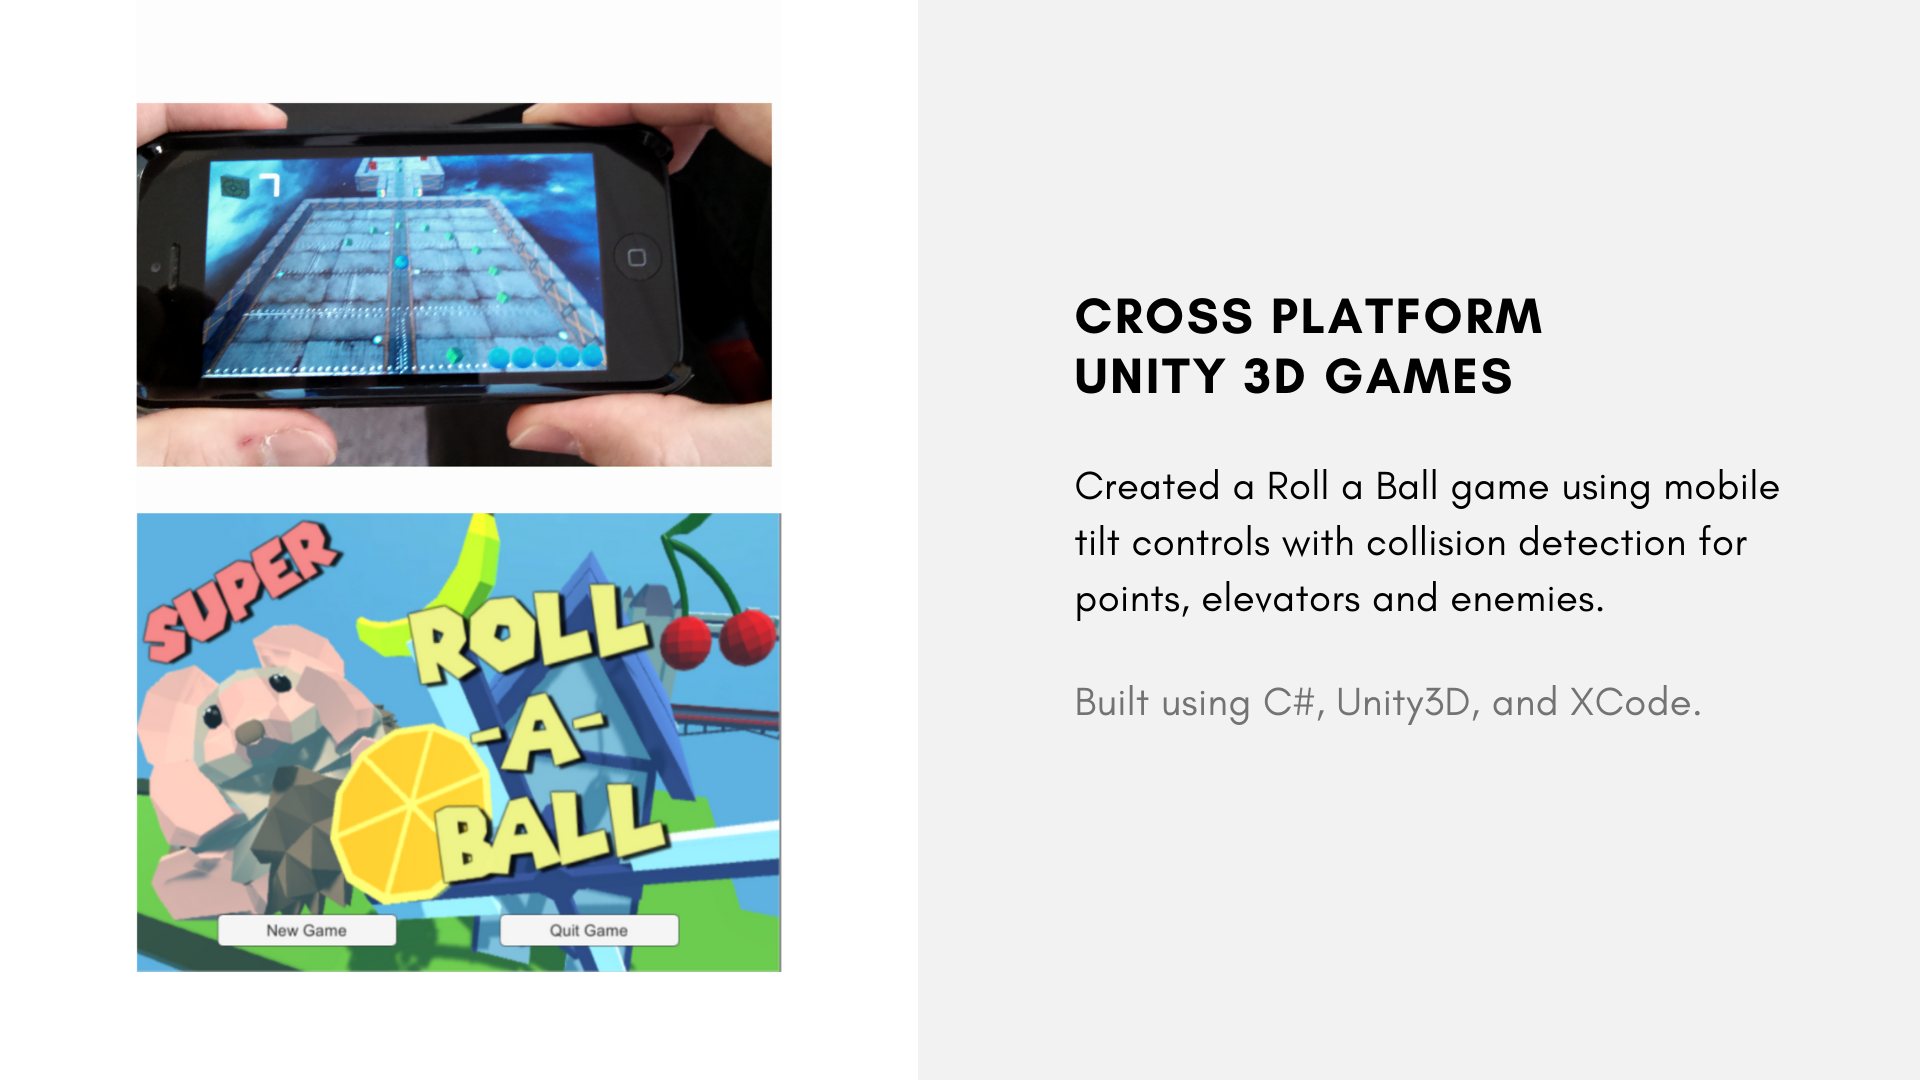 7
SUPER
ROLL
-A-
BALL
New Game
Quit Game
CROSS PLATFORM
UNITY 3D GAMES
Created a Roll a Ball game using mobile
tilt controls with collision detection for
points, elevators and enemies.
Built using C#, Unity3D, and XCode.